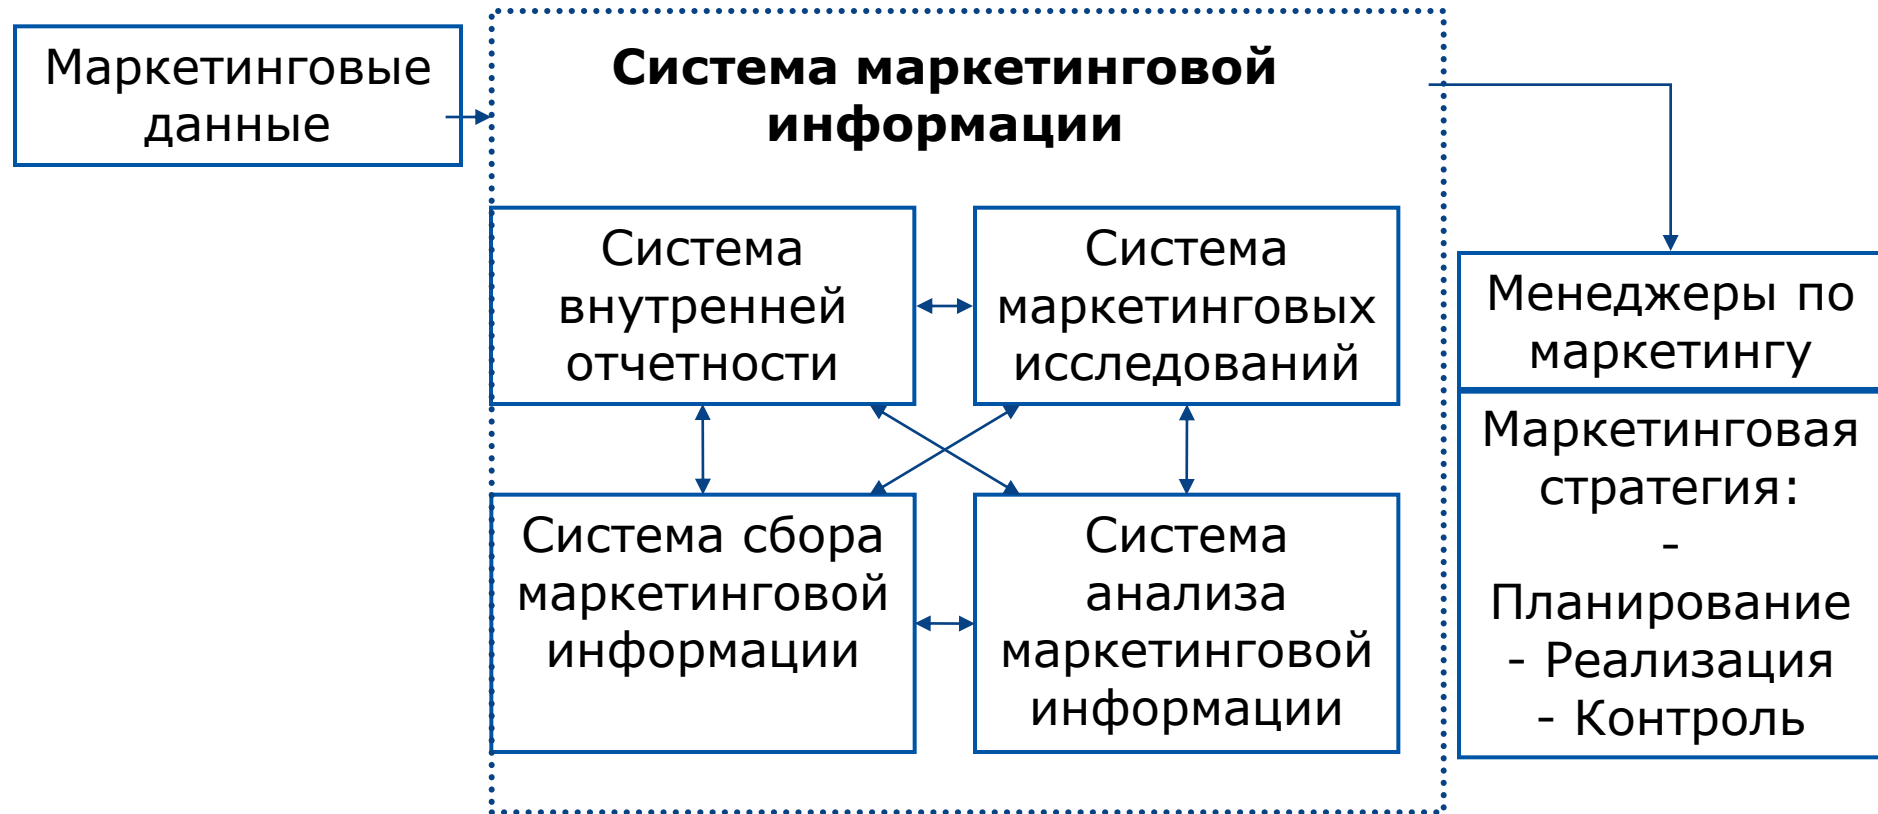 Маркетинговые
данные
Система маркетинговой
информации
Система
внутренней
отчетности
Система
маркетинговых
исследований
Система сбора
маркетинговой
информации
Система
анализа
маркетинговой
информации
Менеджеры по
маркетингу
Маркетинговая
стратегия:
-
Планирование
- Реализация
- Контроль